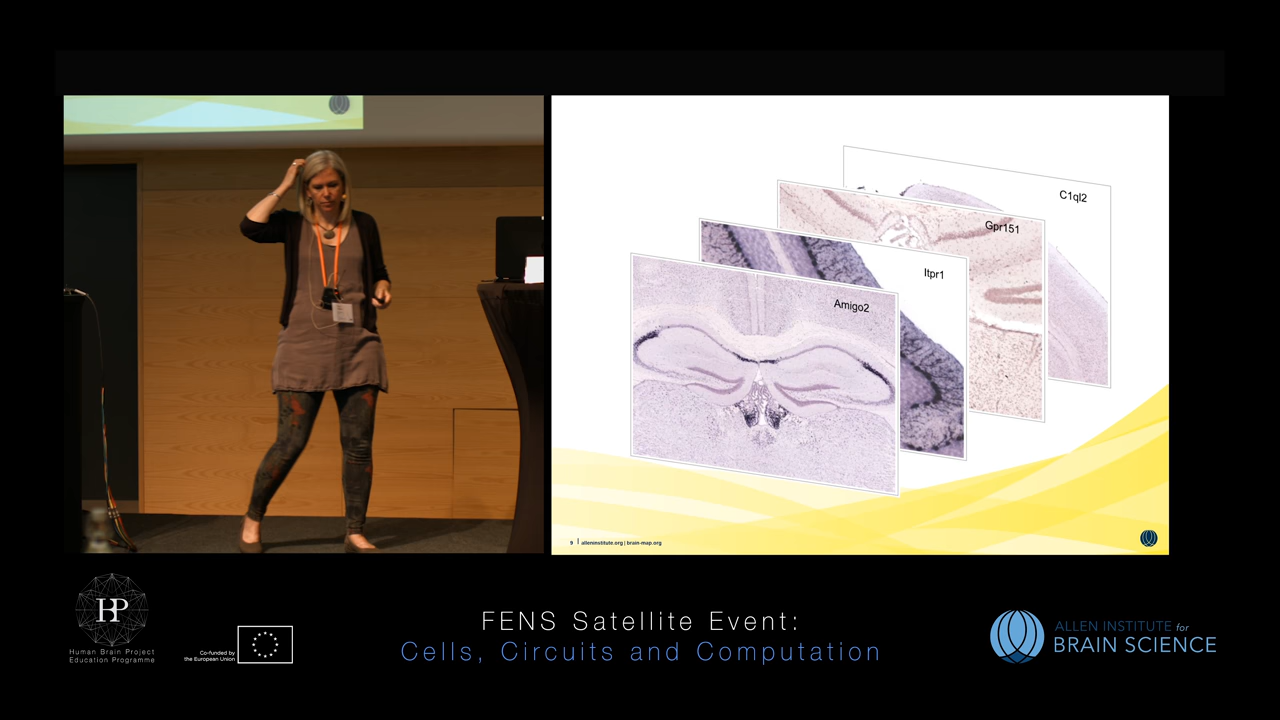 C1ql2
Gpr151
Itpr1
Amigo2
9 | alleninstitute.org | brain-map.org
HBP
Human Brain Project
Education Programme
Co-funded by
the European Union
FENS Satellite Event:
Cells, Circuits and Computation
ALLEN INSTITUTE for
BRAIN SCIENCE